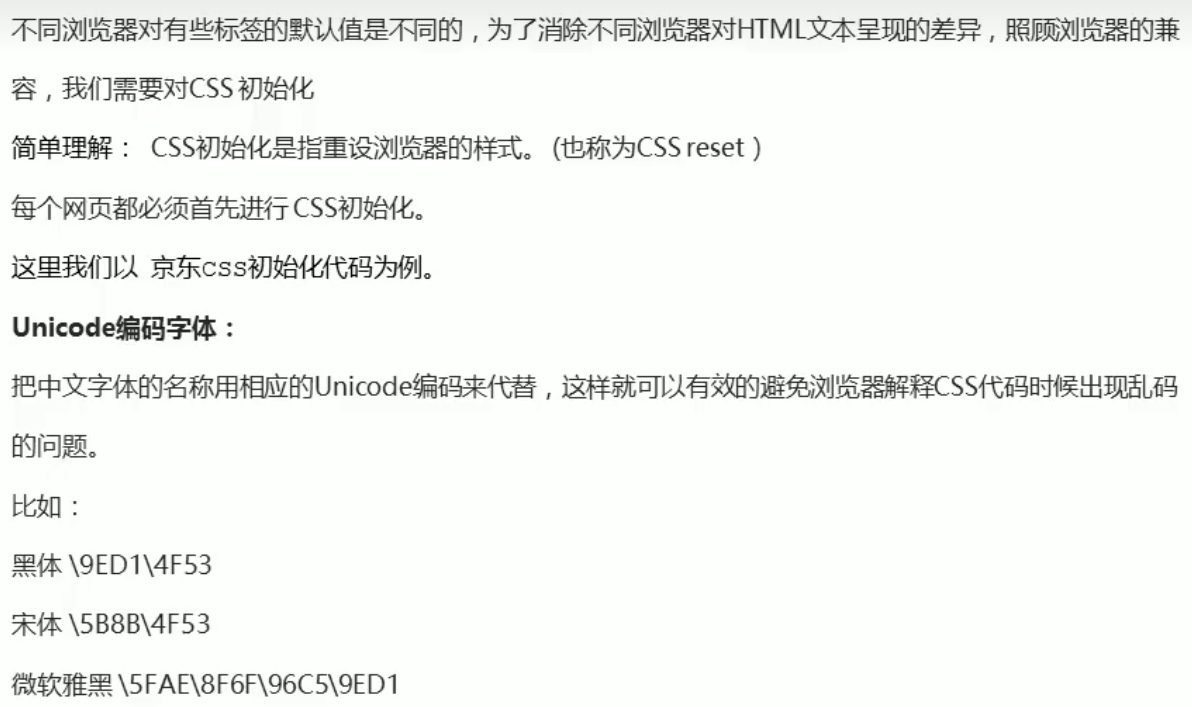 不同浏览器对有些标签的默认值是不同的，为了消除不同浏览器对HTML文本呈现的差异，照顾浏览器的兼
容，我们需要对CSS 初始化
简单理解： CSS初始化是指重设浏览器的样式。 (也称为CSS reset ）
每个网页都必须首先进行 CSS初始化。
这里我们以 京东css初始化代码为例。
Unicode编码字体：
把中文字体的名称用相应的Unicode编码来代替，这样就可以有效的避免浏览器解释CSS代码时候出现乱码
的问题。
比如：
黑体 \9ED1\4F53
宋体 \5B8B\4F53
微软雅黑 \5FAE\8F6F\96C5\9ED1